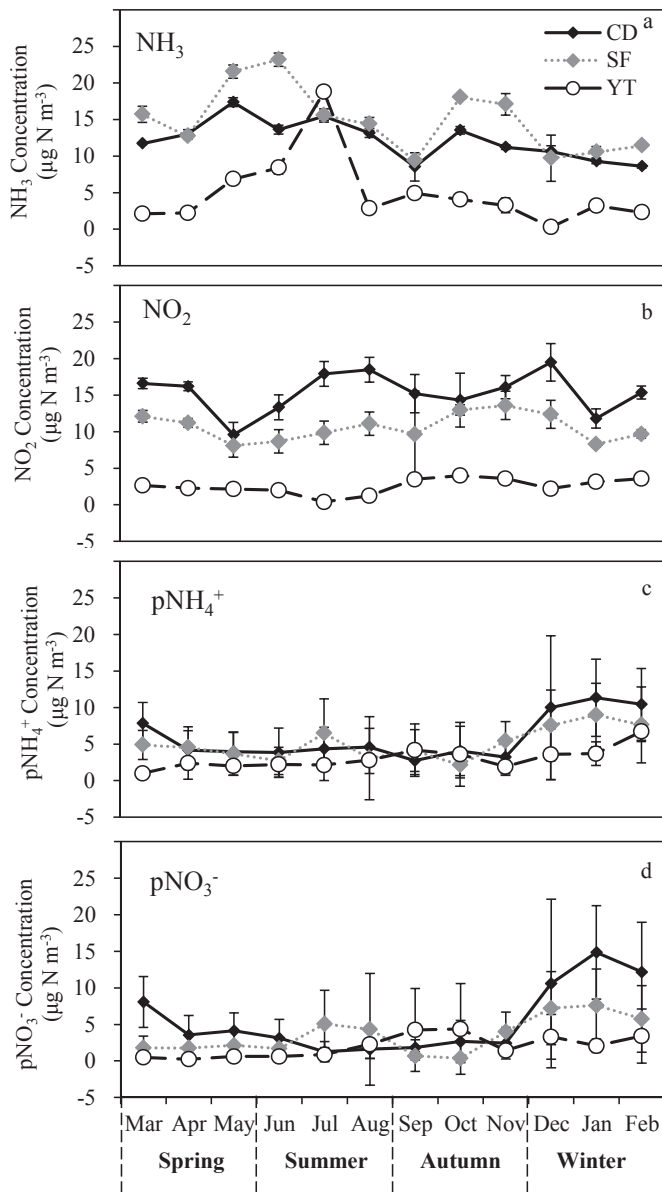 NH3
CD
SF
YT
a
NH3 Concentration
(µg N m-3)
25
20
15
10
5
0
-5
NO2
b
NO2 Concentration
(µg N m-3)
25
20
15
10
5
0
-5
pNH4+
c
pNH4+ Concentration
(µg N m-3)
25
20
15
10
5
0
-5
pNO3-
d
pNO3- Concentration
(µg N m-3)
25
20
15
10
5
0
-5
Mar Apr May Jun Jul Aug Sep Oct Nov Dec Jan Feb
Spring Summer Autumn Winter